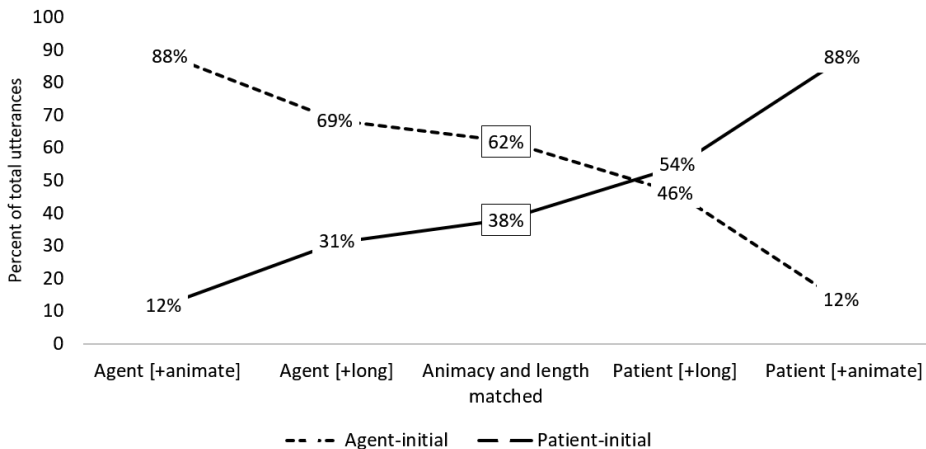 100
90
80
70
60
50
40
30
20
10
0
Percent of total utterances
88%
69%
62%
54%
46%
38%
31%
12%
88%
12%
Agent [+animate]
Agent [+long]
Animacy and length
matched
Patient [+long]
Patient [+animate]
Agent-initial
Patient-initial